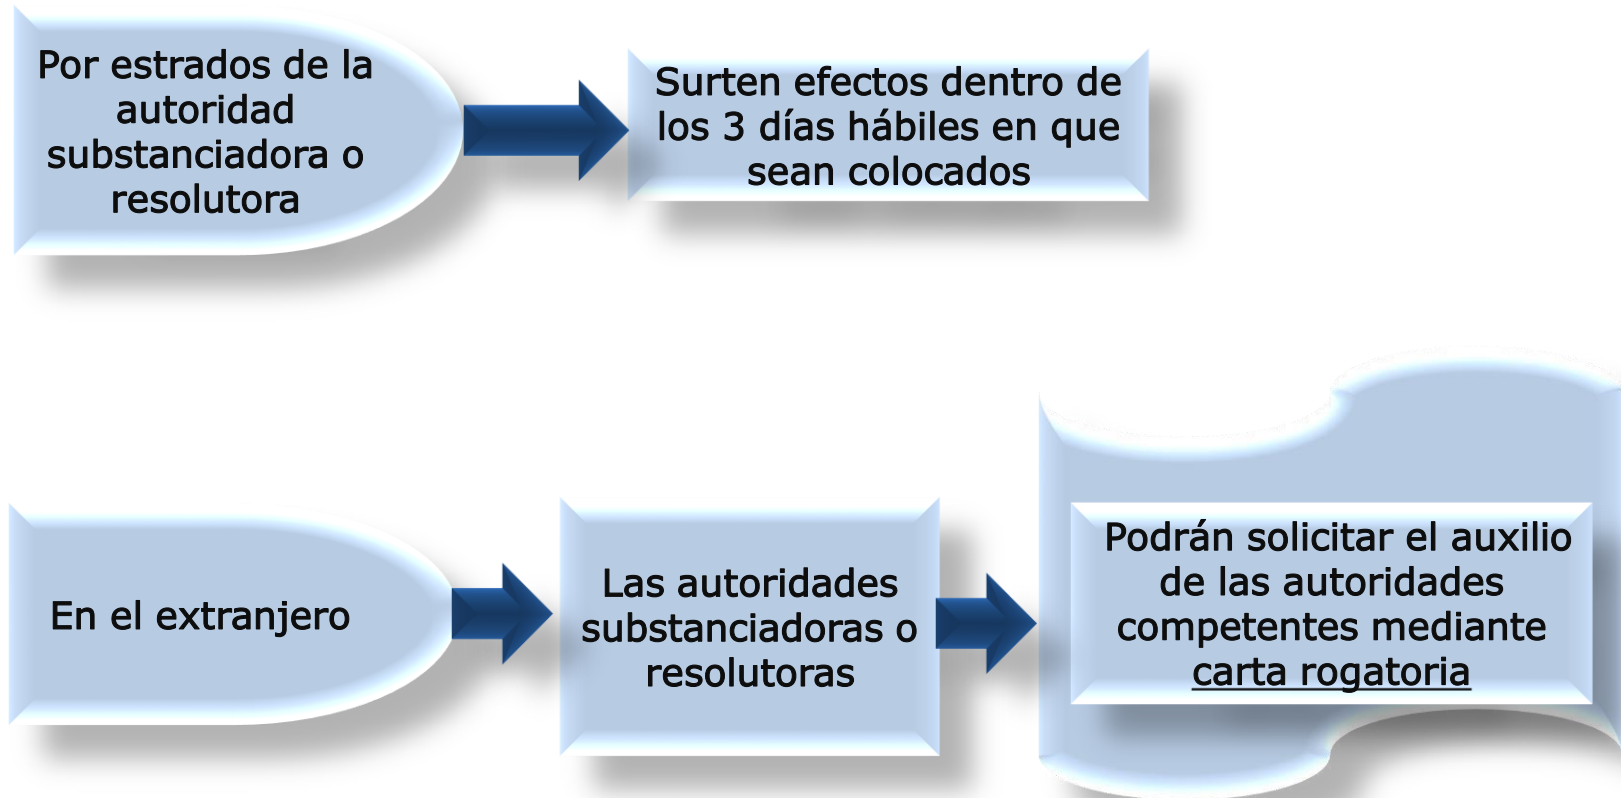 Por estrados de la
autoridad
substanciadora o
resolutora
Surten efectos dentro de
los 3 días hábiles en que
sean colocados
En el extranjero
Las autoridades
substanciadoras o
resolutoras
Podrán solicitar el auxilio
de las autoridades
competentes mediante
carta rogatoria